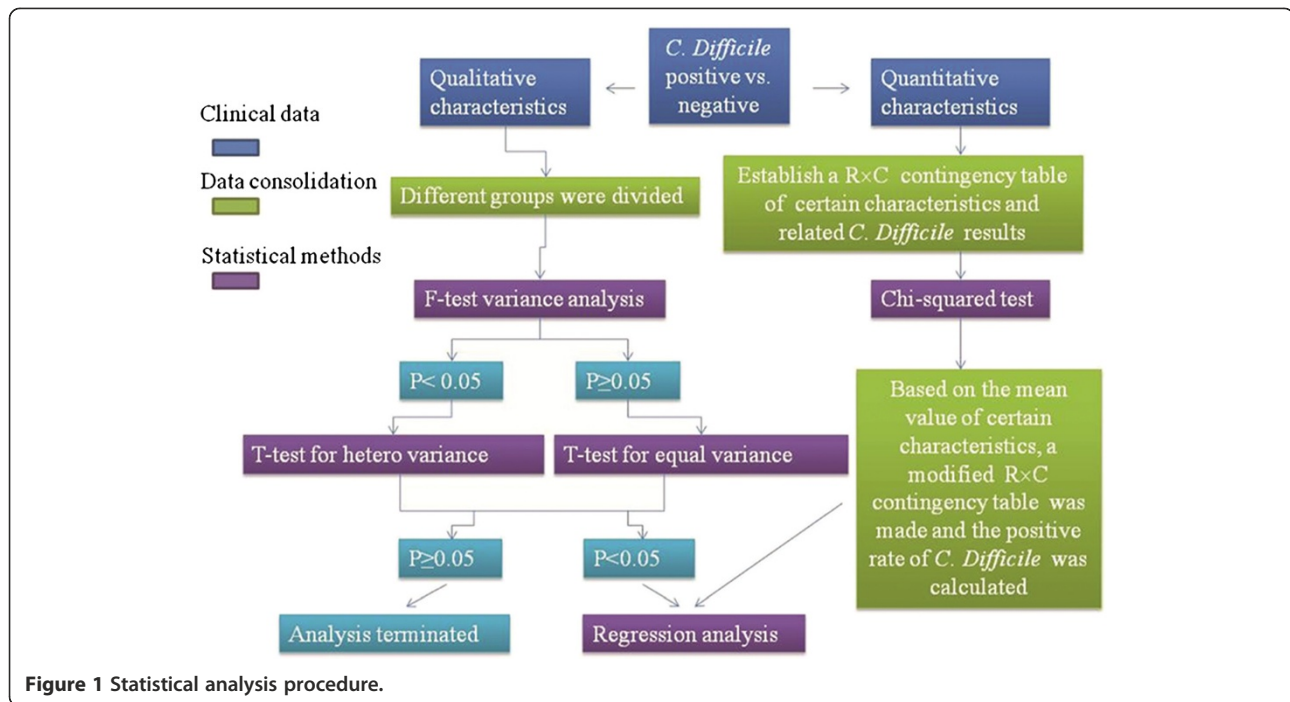 C. Difficile
positive vs.
negative
Qualitative
characteristics
Quantitative
characteristics
Clinical data
Data consolidation
Statistical methods
Different groups were divided
Establish a R×C contingency table
of certain characteristics and
related C. Difficile results
F-test variance analysis
Chi-squared test
P< 0.05
P≥0.05
T-test for hetero variance
T-test for equal variance
Based on the mean
value of certain
characteristics, a
modified R×C
contingency table was
made and the positive
rate of C. Difficile was
calculated
P≥0.05
P<0.05
Analysis terminated
Regression analysis
Figure 1 Statistical analysis procedure.